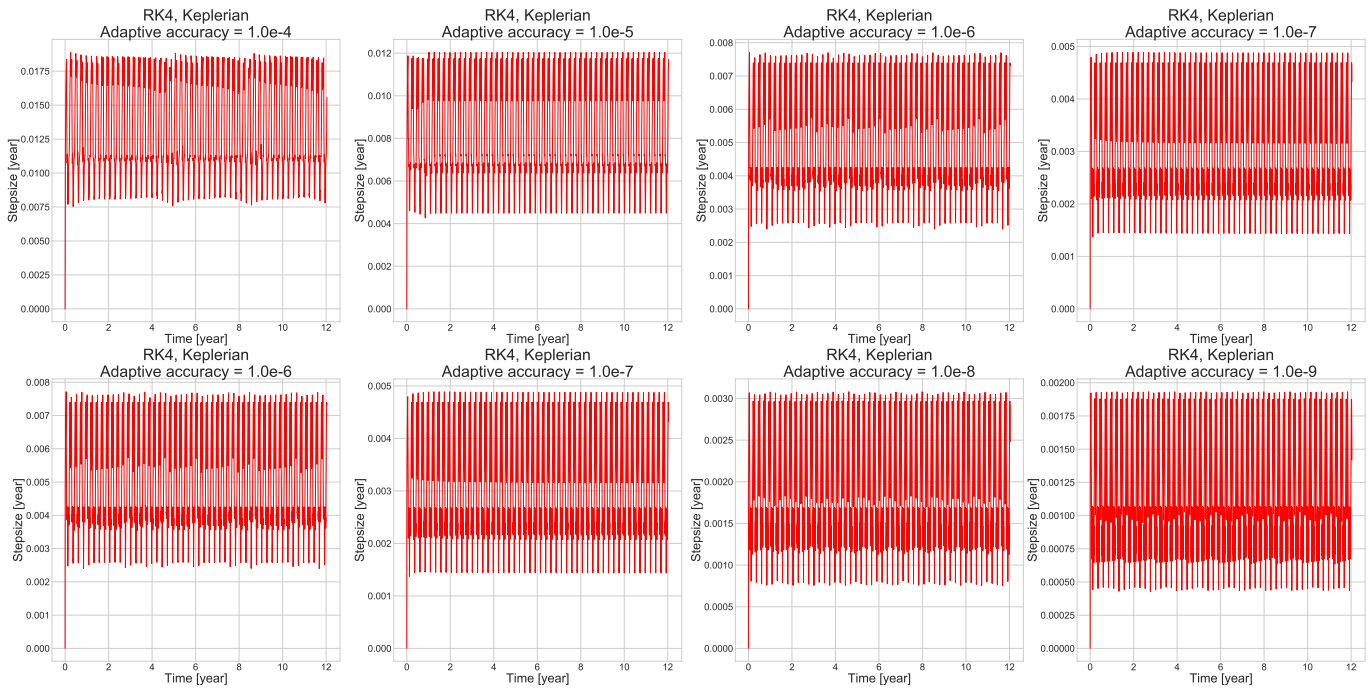 RK4, Keplerian
Adaptive accuracy = 1.0e-4
0.0175
0.0150
0.0125
0.0100
0.0075
0.0050
0.0025
0.0000
Stepsize [year]
0 2 4 6 8 10 12
Time [year]
RK4, Keplerian
Adaptive accuracy = 1.0e-5
0.012
0.010
0.008
0.006
0.004
0.002
0.000
Stepsize [year]
0 2 4 6 8 10 12
Time [year]
RK4, Keplerian
Adaptive accuracy = 1.0e-6
0.008
0.007
0.006
0.005
0.004
0.003
0.002
0.001
0.000
Stepsize [year]
0 2 4 6 8 10 12
Time [year]
RK4, Keplerian
Adaptive accuracy = 1.0e-7
0.005
0.004
0.003
0.002
0.001
0.000
Stepsize [year]
0 2 4 6 8 10 12
Time [year]
RK4, Keplerian
Adaptive accuracy = 1.0e-6
0.008
0.007
0.006
0.005
0.004
0.003
0.002
0.001
0.000
Stepsize [year]
0 2 4 6 8 10 12
Time [year]
RK4, Keplerian
Adaptive accuracy = 1.0e-7
0.005
0.004
0.003
0.002
0.001
0.000
Stepsize [year]
0 2 4 6 8 10 12
Time [year]
RK4, Keplerian
Adaptive accuracy = 1.0e-8
0.0030
0.0025
0.0020
0.0015
0.0010
0.0005
0.0000
Stepsize [year]
0 2 4 6 8 10 12
Time [year]
RK4, Keplerian
Adaptive accuracy = 1.0e-9
0.00200
0.00175
0.00150
0.00125
0.00100
0.00075
0.00050
0.00025
0.00000
Stepsize [year]
0 2 4 6 8 10 12
Time [year]